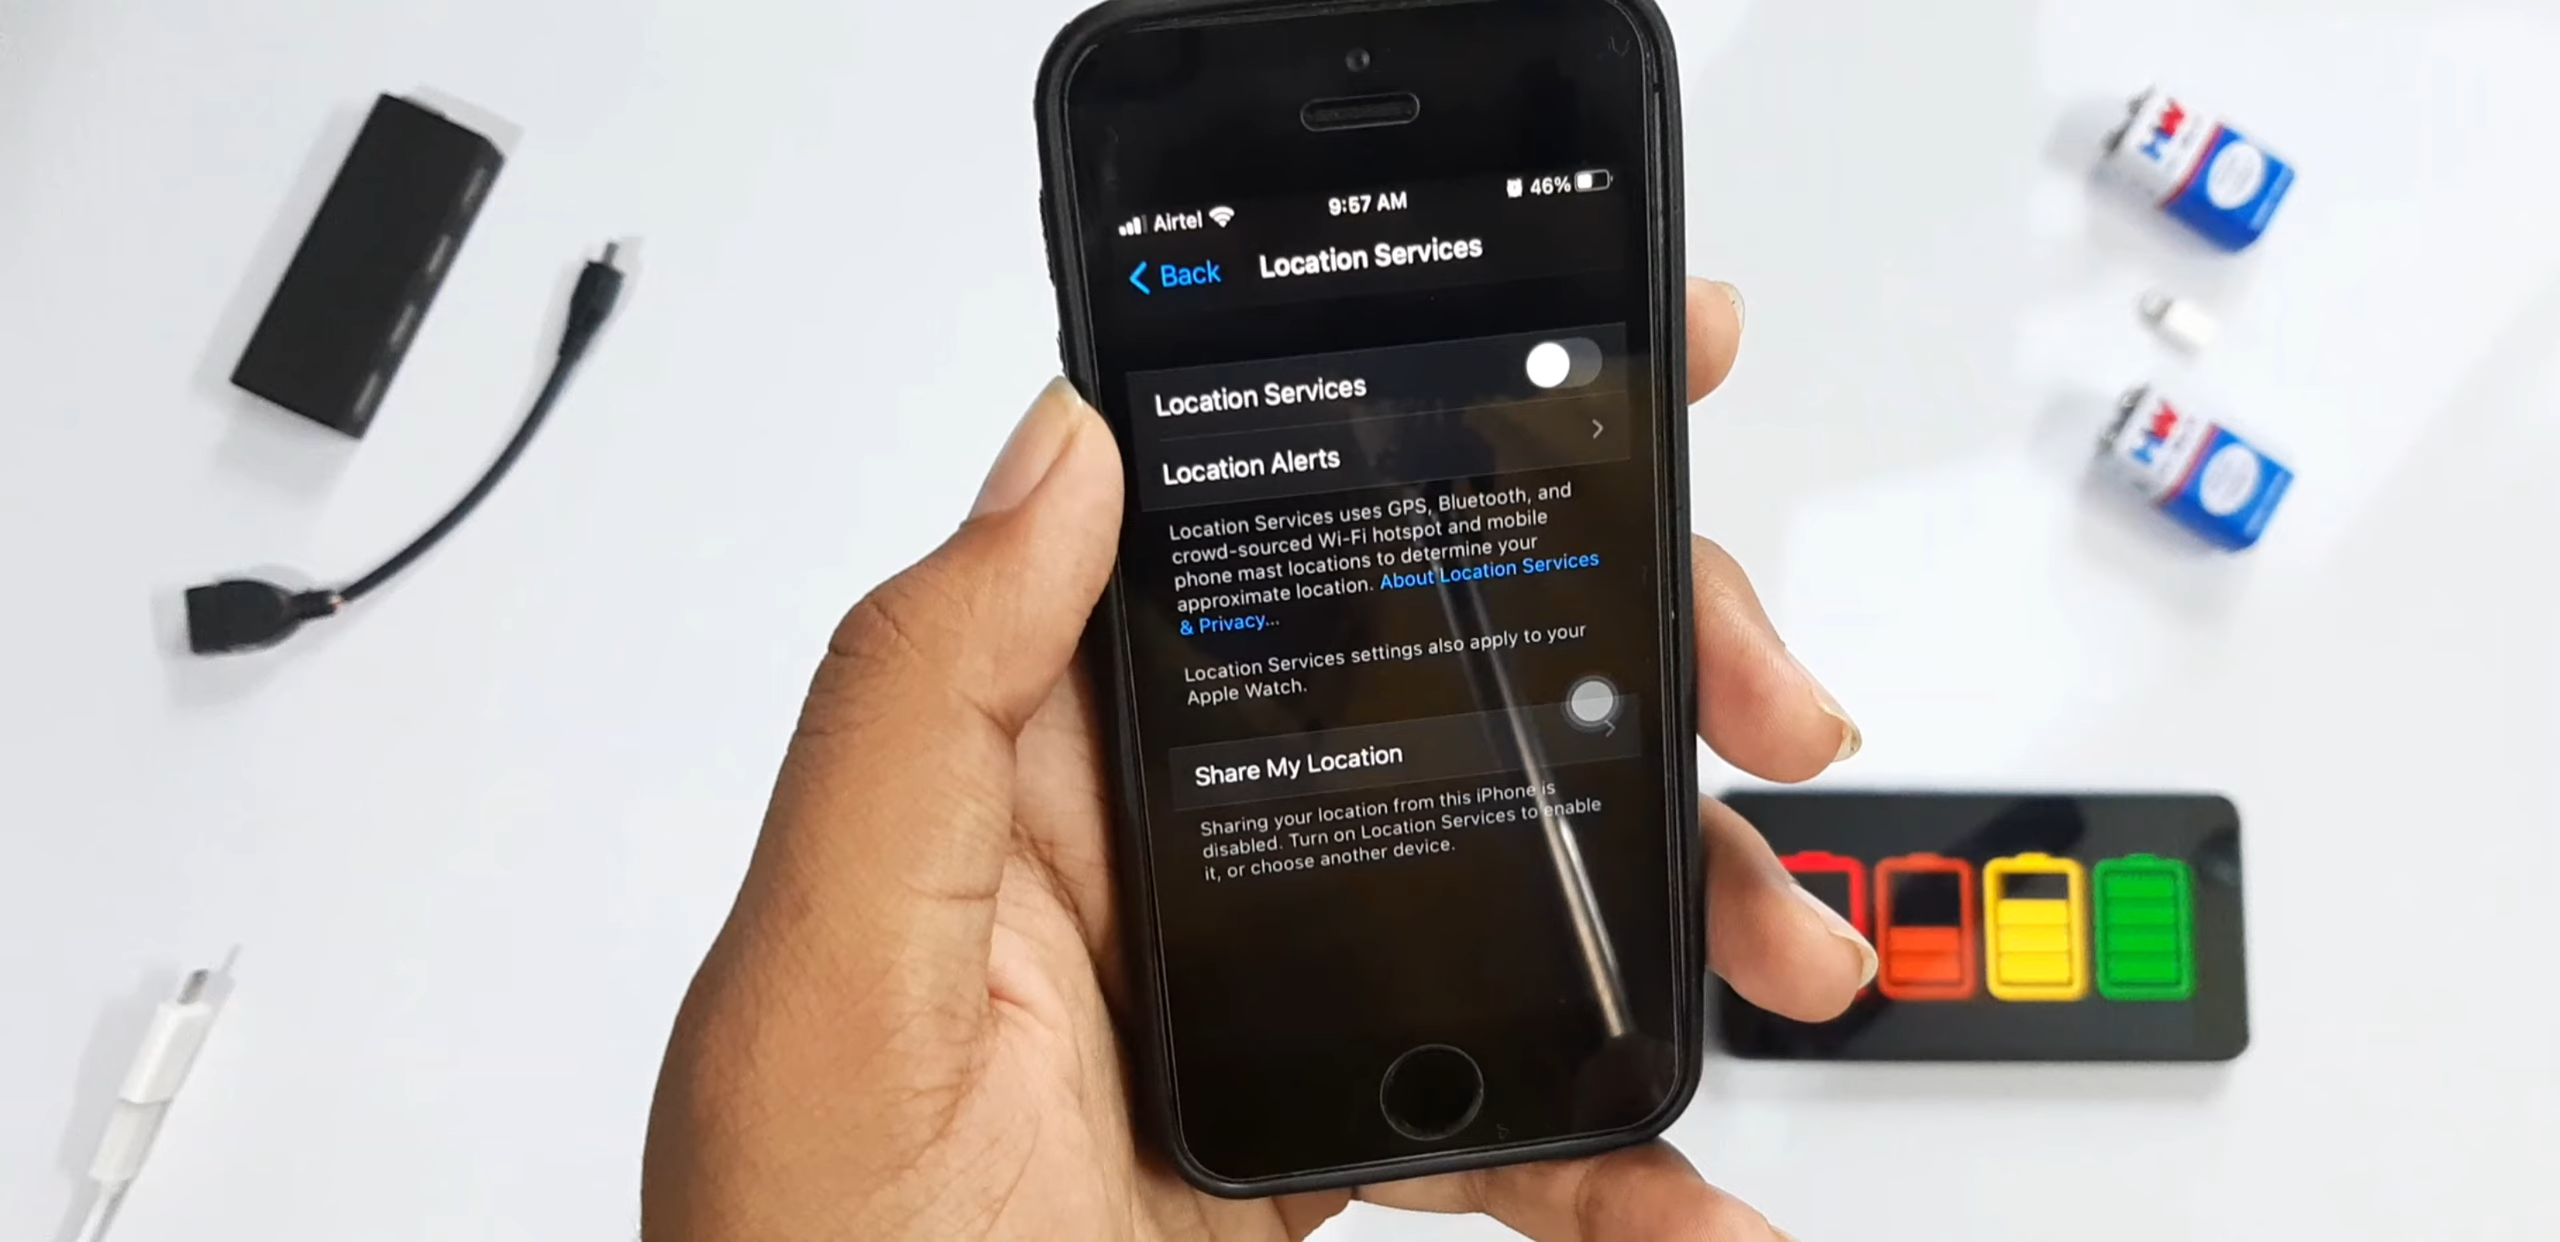 Airtel 9:57 AM 46%
Back Location Services
Location Services
Location Alerts
Location Services uses GPS, Bluetooth, and
crowd-sourced Wi-Fi hotspot and mobile
phone mast locations to determine your
approximate location. About Location Services
& Privacy...
Location Services settings also apply to your
Apple Watch.
Share My Location
Sharing your location from this iPhone is
disabled. Turn on Location Services to enable
it, or choose another device.
HW
HW